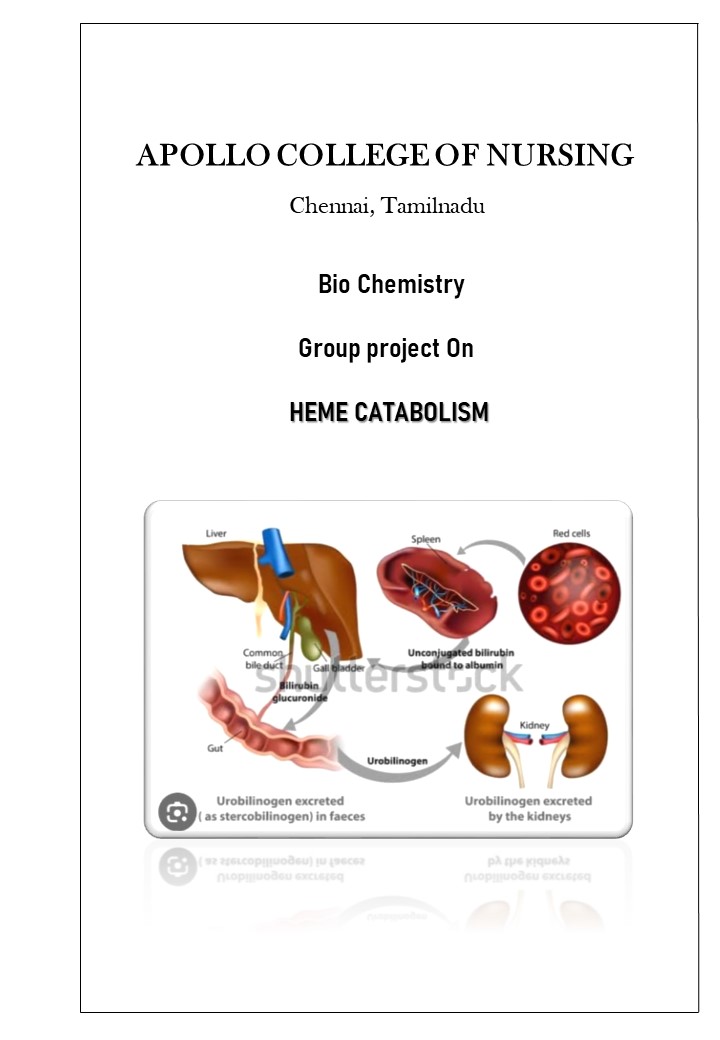 APOLLO COLLEGE OF NURSING
Chennai, Tamilnadu
Bio Chemistry
Group project On
HEME CATABOLISM
Liver
Spleen
Red cells
Common
bile duct
Gall bladder
Unconjugated bilirubin
bound to albumin
shutterstock
Bilirubin
glucuronide
Gut
Kidney
Urobilinogen
Urobilinogen excreted
( as stercobilinogen) in faeces
Urobilinogen excreted
by the kidneys